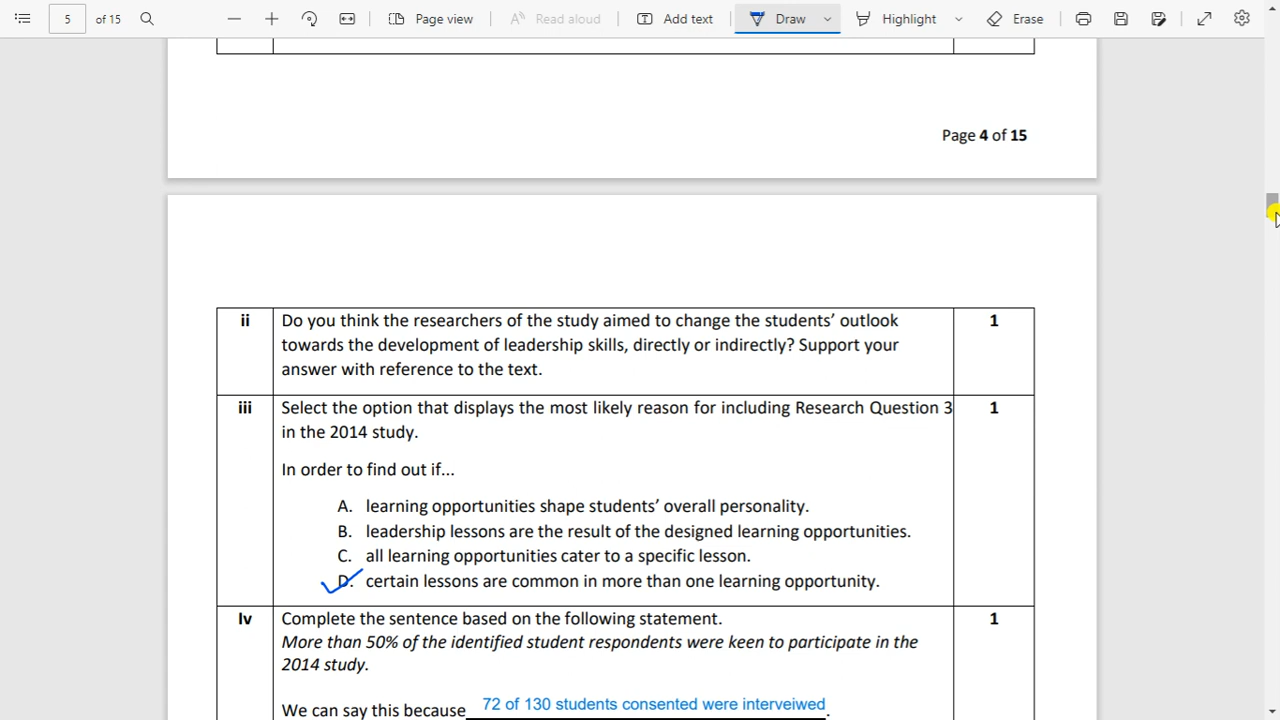 5 of 15 Page view Read aloud Add text Draw Highlight Erase
Page 4 of 15
ii Do you think the researchers of the study aimed to change the students’ outlook 1
towards the development of leadership skills, directly or indirectly? Support your
answer with reference to the text.
iii Select the option that displays the most likely reason for including Research Question 3 1
in the 2014 study.
In order to find out if...
A. learning opportunities shape students’ overall personality.
B. leadership lessons are the result of the designed learning opportunities.
C. all learning opportunities cater to a specific lesson.
D. certain lessons are common in more than one learning opportunity.
Iv Complete the sentence based on the following statement. 1
More than 50% of the identified student respondents were keen to participate in the
2014 study.
We can say this because 72 of 130 students consented were interveiwed.